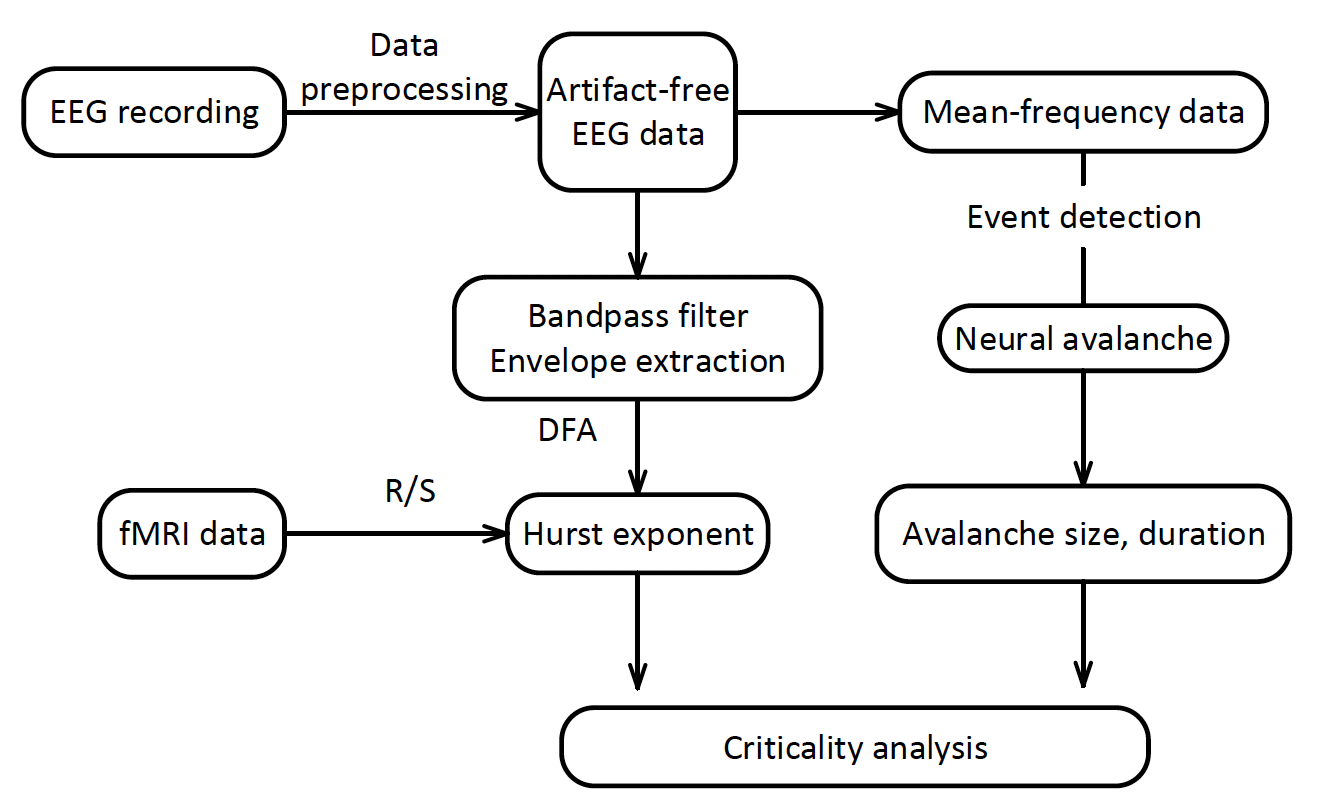 Data
preprocessing
EEG recording
Artifact-free
EEG data
Mean-frequency data
Event detection
Bandpass filter
Envelope extraction
Neural avalanche
DFA
R/S
fMRI data
Hurst exponent
Avalanche size, duration
Criticality analysis